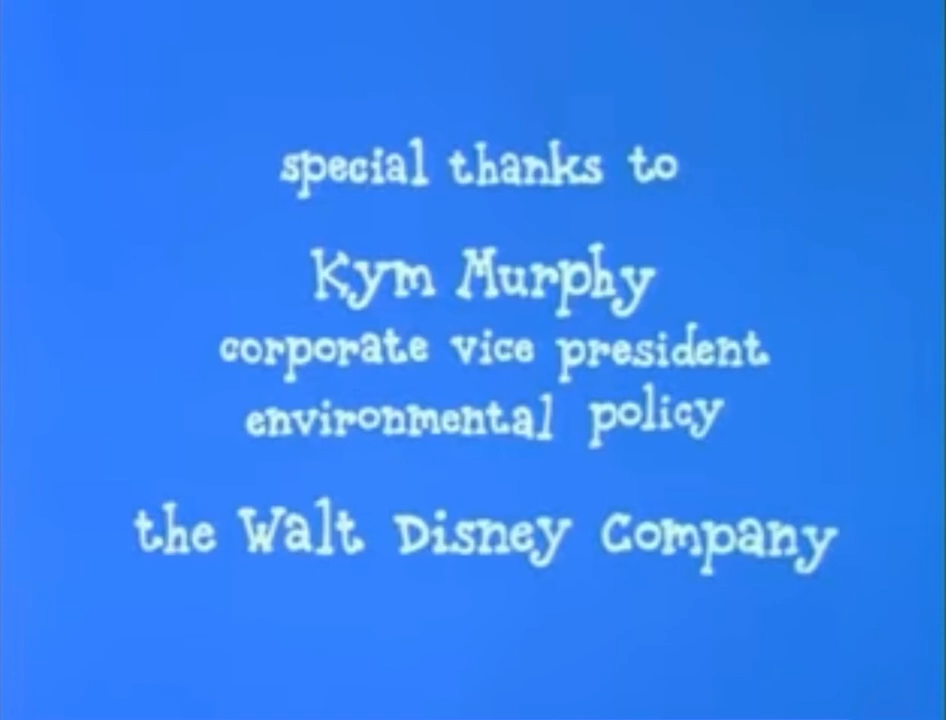 special thanks to
Kym Murphy
corporate vice president
environmental policy
the Walt Disney Company